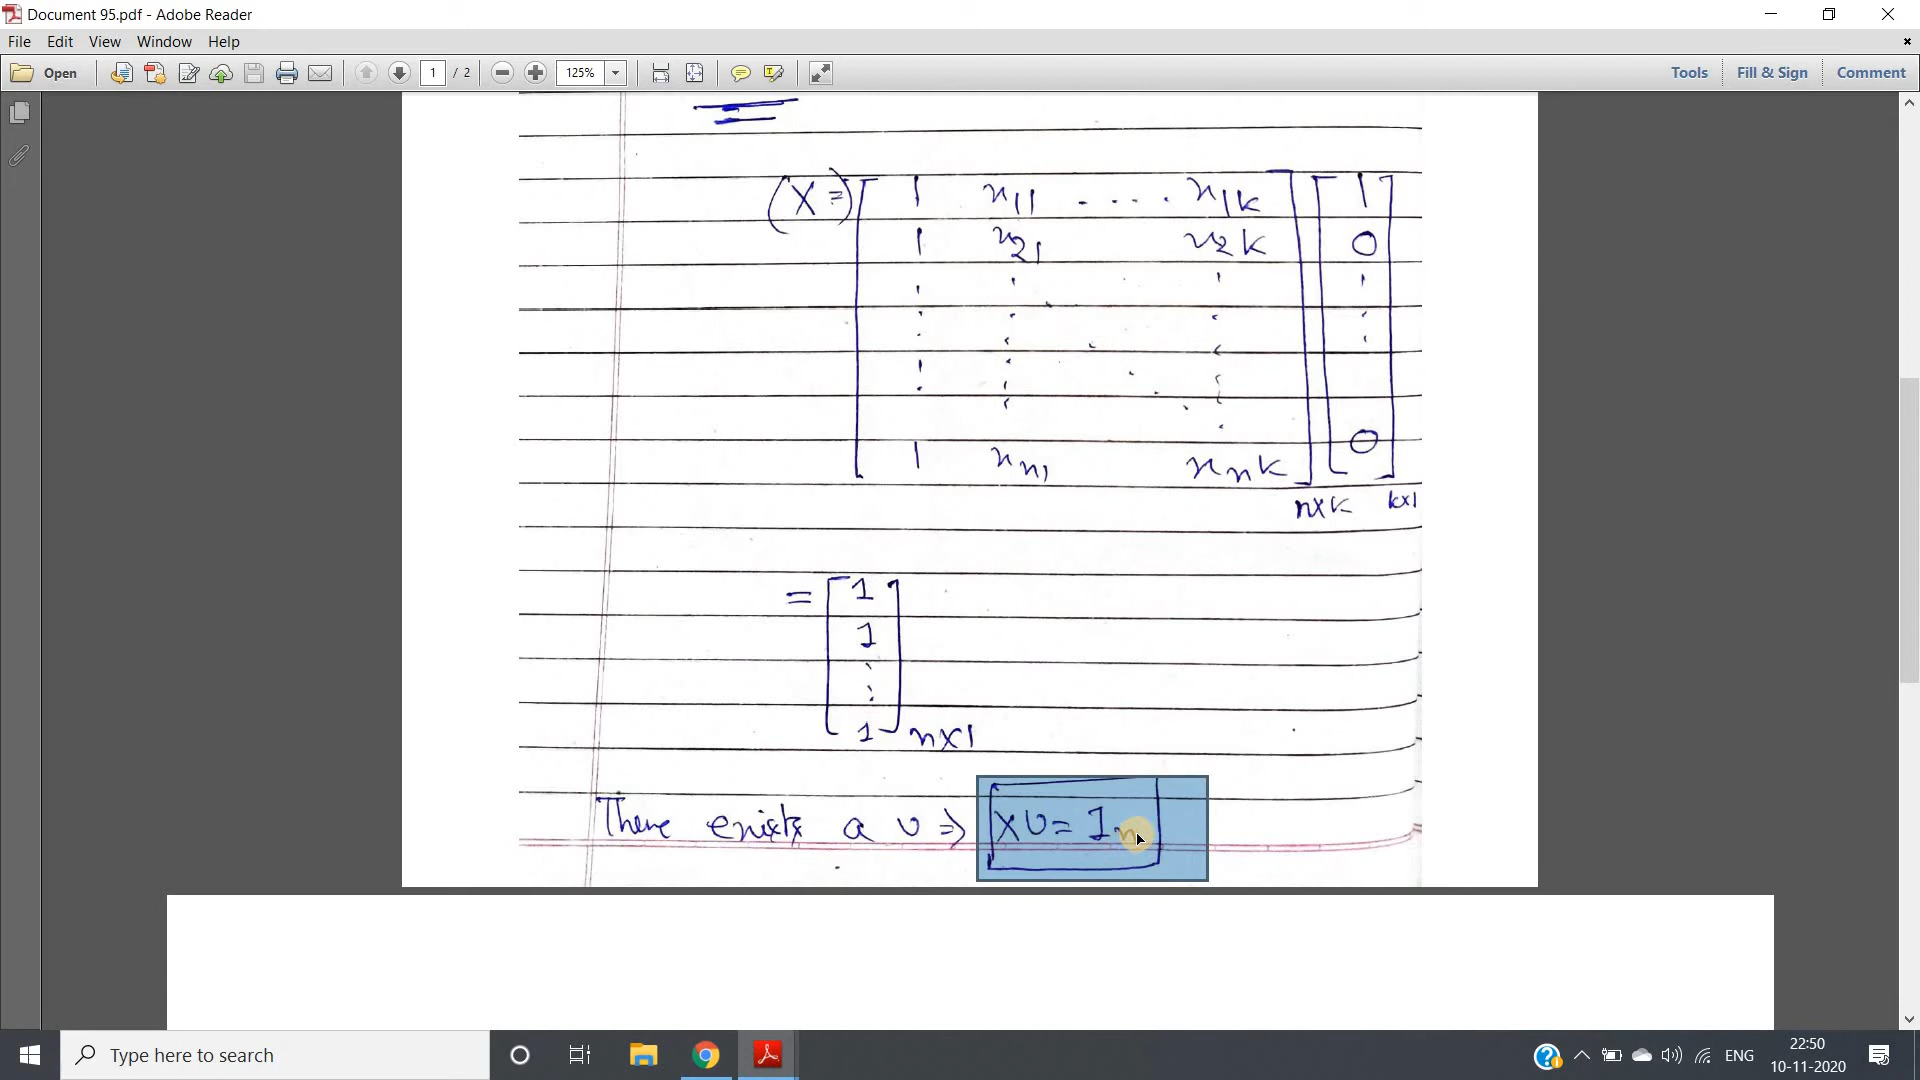 Document 95.pdf - Adobe Reader
File Edit View Window Help
Open 1 / 2 125% Tools Fill & Sign Comment
(X = ) [ 1 x11 .... x1k ] [ 1 ]
1 x21 x2k 0
1 xn1 xnk 0
nxk kx1
= [ 1
1
1 ] nx1
There exists a υ ⇒ XU = 1n
Type here to search
ENG
22:50
10-11-2020